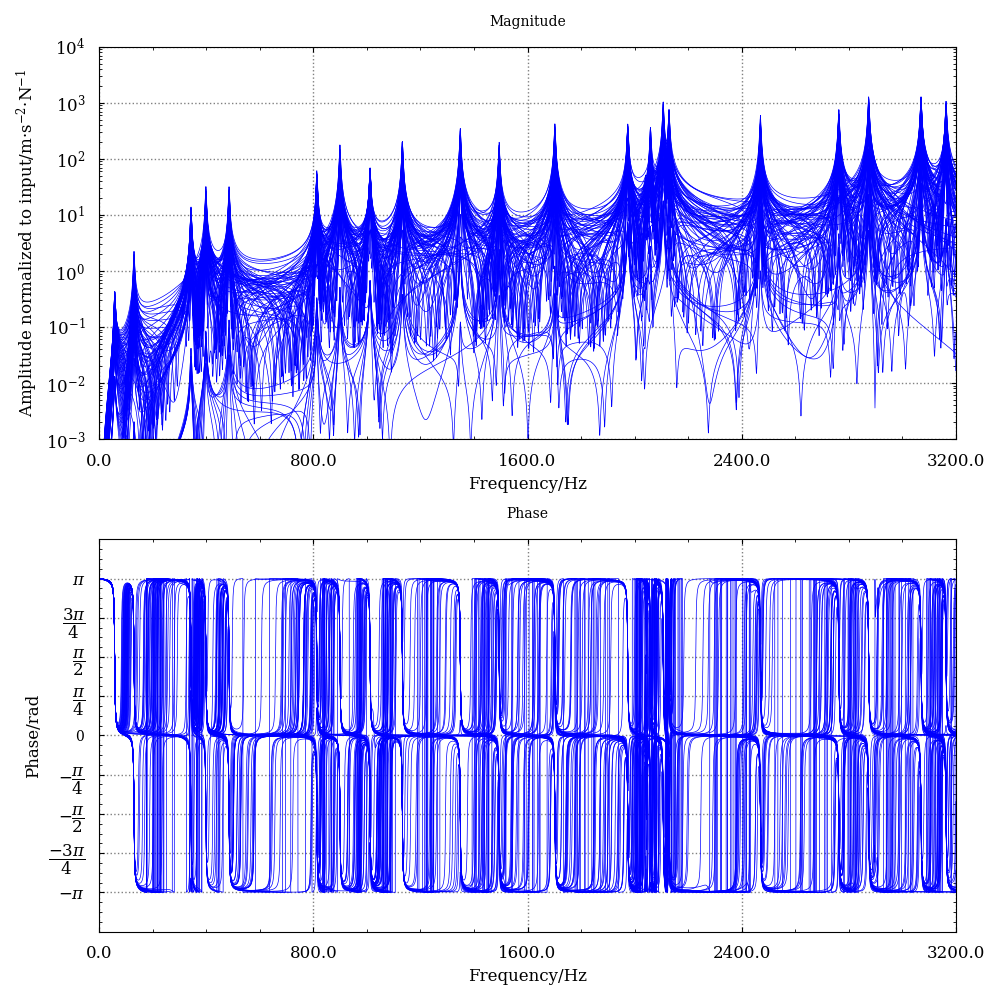 Magnitude
Amplitude normalized to input/m·s⁻²·N⁻¹
10⁴
10³
10²
10¹
10⁰
10⁻¹
10⁻²
10⁻³
0.0 800.0 1600.0 2400.0 3200.0
Frequency/Hz
Phase
Phase/rad
π
3π/4
π/2
π/4
0
−π/4
−π/2
−3π/4
−π
0.0 800.0 1600.0 2400.0 3200.0
Frequency/Hz